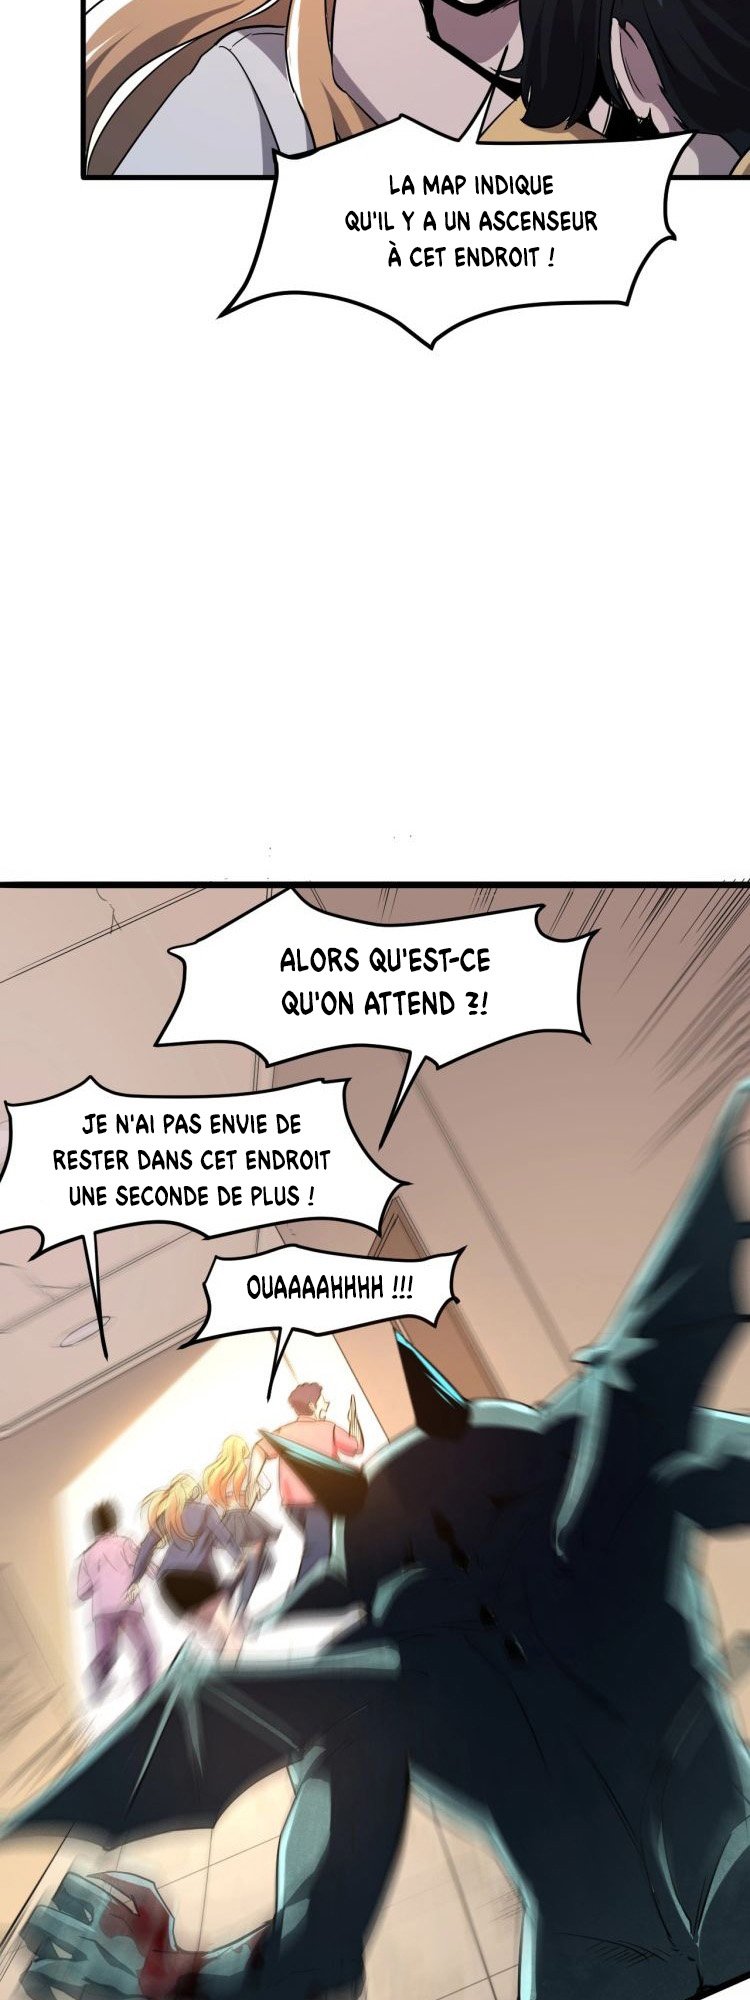 LA MAP INDIQUE
QU'IL Y A UN ASCENSEUR
À CET ENDROIT !
ALORS QU'EST-CE
QU'ON ATTEND ?!
JE N'AI PAS ENVIE DE
RESTER DANS CET ENDROIT
UNE SECONDE DE PLUS !
OUAAAAHHHH !!!